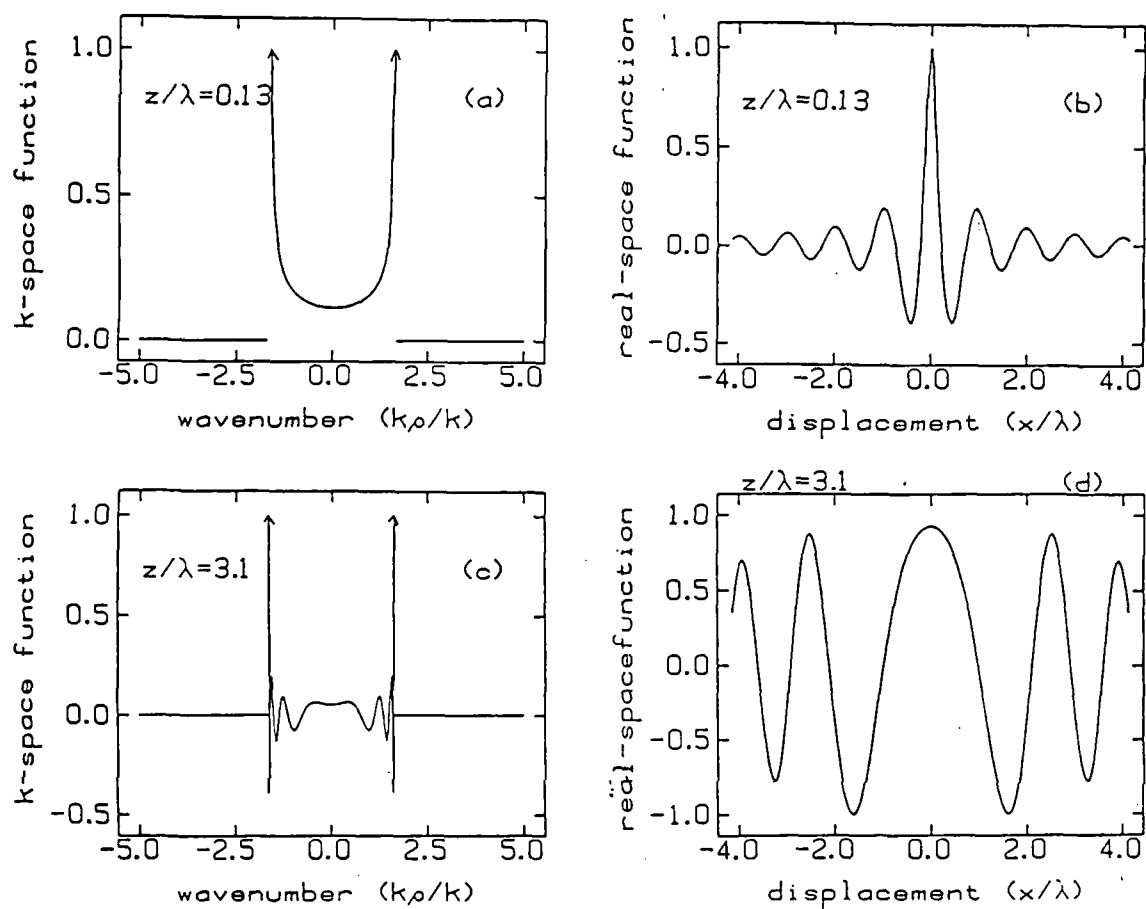 k-space function
1.0
0.5
0.0
z/λ=0.13
(a)
-5.0 -2.5 0.0 2.5 5.0
wavenumber (kρ/k)
real-space function
1.0
0.5
0.0
-0.5
z/λ=0.13
(b)
-4.0 -2.0 0.0 2.0 4.0
displacement (x/λ)
k-space function
1.0
0.5
0.0
-0.5
z/λ=3.1
(c)
-5.0 -2.5 0.0 2.5 5.0
wavenumber (kρ/k)
real-spacefunction
1.0
0.5
0.0
-0.5
-1.0
z/λ=3.1
(d)
-4.0 -2.0 0.0 2.0 4.0
displacement (x/λ)